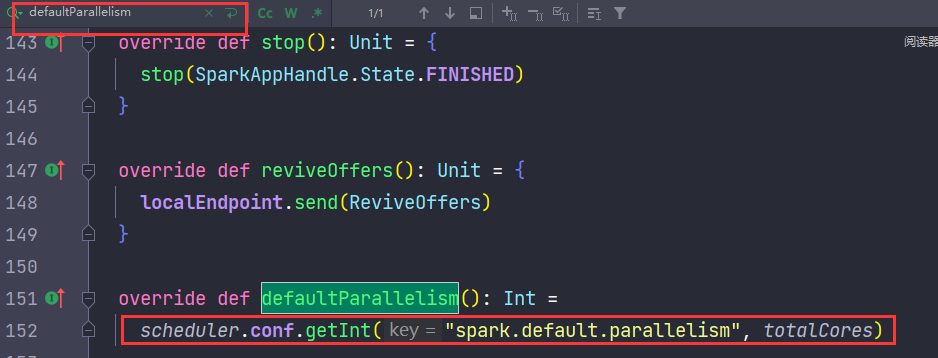 defaultParallelism × Cc W .* 1/1
阅读器
143 override def stop(): Unit = {
144 stop(SparkAppHandle.State.FINISHED)
145 }
146
147 override def reviveOffers(): Unit = {
148 localEndpoint.send(ReviveOffers)
149 }
150
151 override def defaultParallelism(): Int =
152 scheduler.conf.getInt( key = "spark.default.parallelism", totalCores)